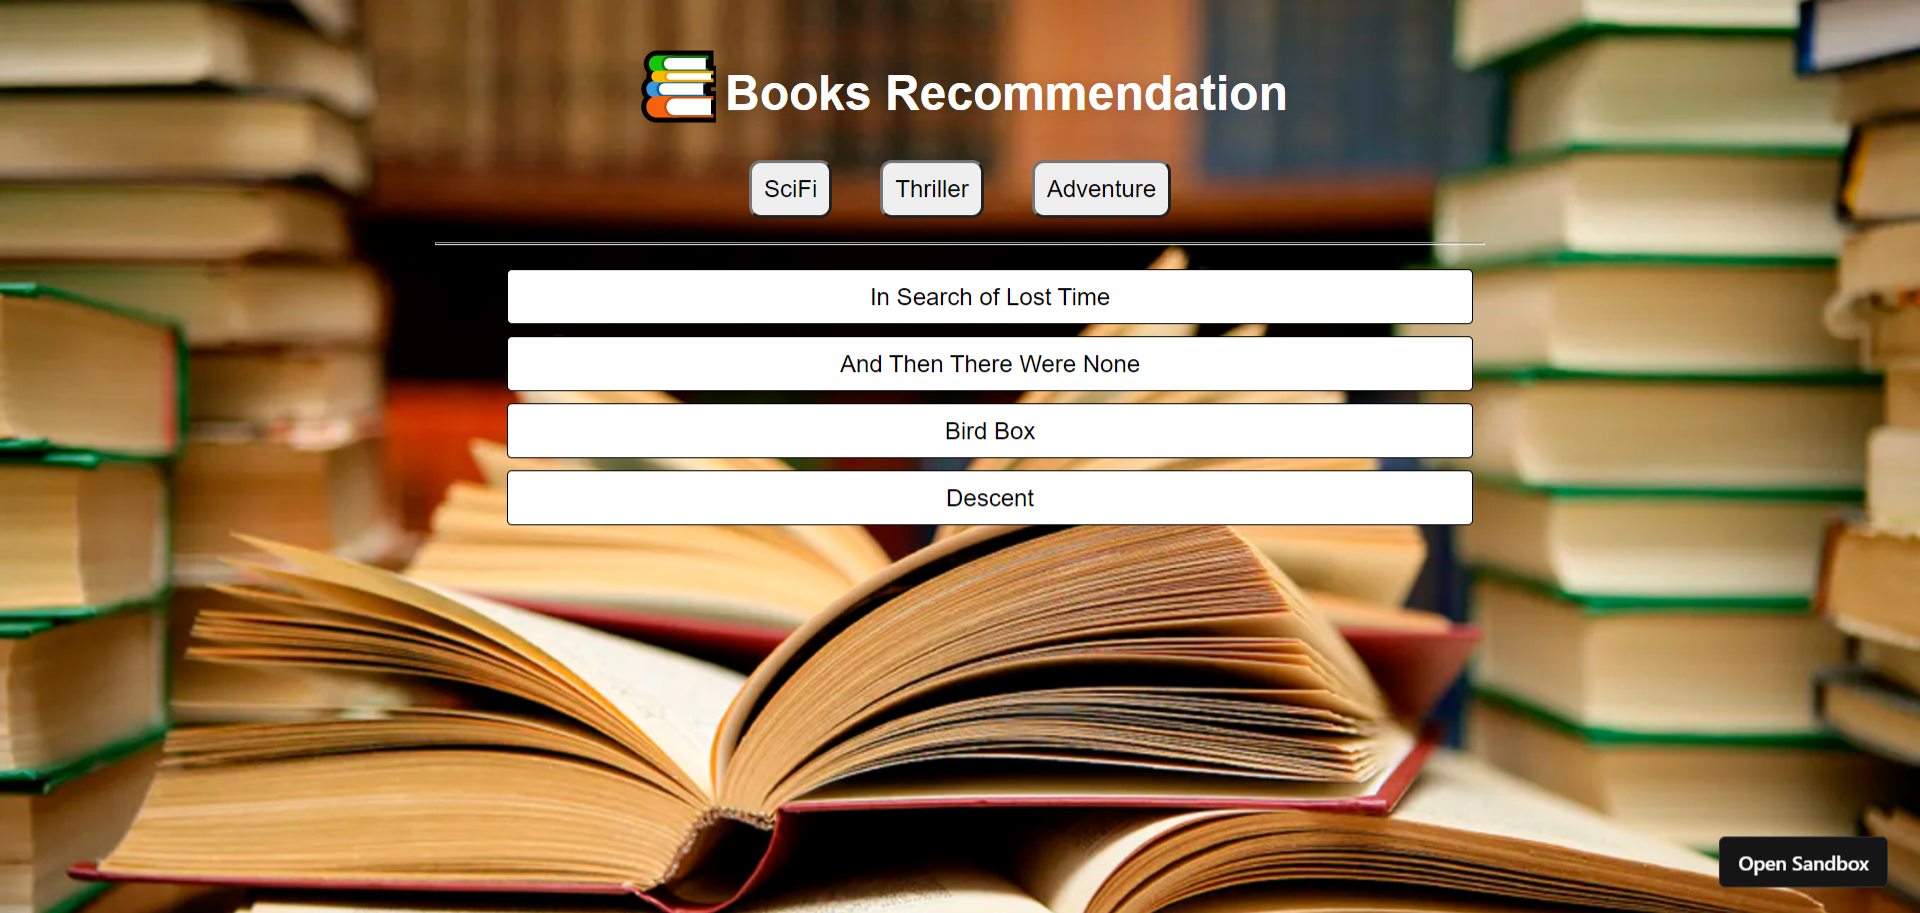 Books Recommendation
SciFi
Thriller
Adventure
In Search of Lost Time
And Then There Were None
Bird Box
Descent
Open Sandbox